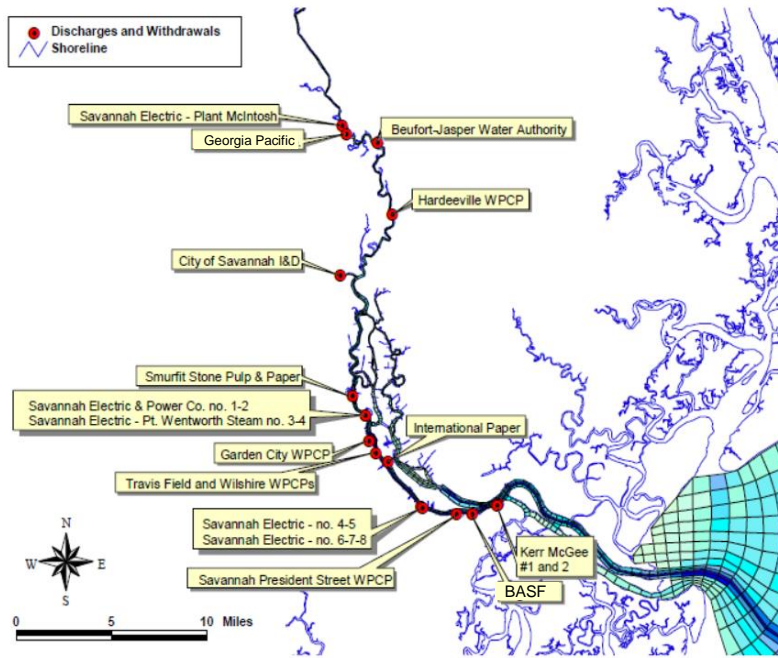 Discharges and Withdrawals
Shoreline
Savannah Electric - Plant McIntosh
Georgia Pacific .
Beufort-Jasper Water Authority
Hardeeville WPCP
City of Savannah I&D
Smurfit Stone Pulp & Paper
Savannah Electric & Power Co. no. 1-2
Savannah Electric - Pt. Wentworth Steam no. 3-4
International Paper
Garden City WPCP
Travis Field and Wilshire WPCPs
Savannah Electric - no. 4-5
Savannah Electric - no. 6-7-8
Kerr McGee
#1 and 2
Savannah President Street WPCP
BASF
N
W E
S
0 5 10 Miles